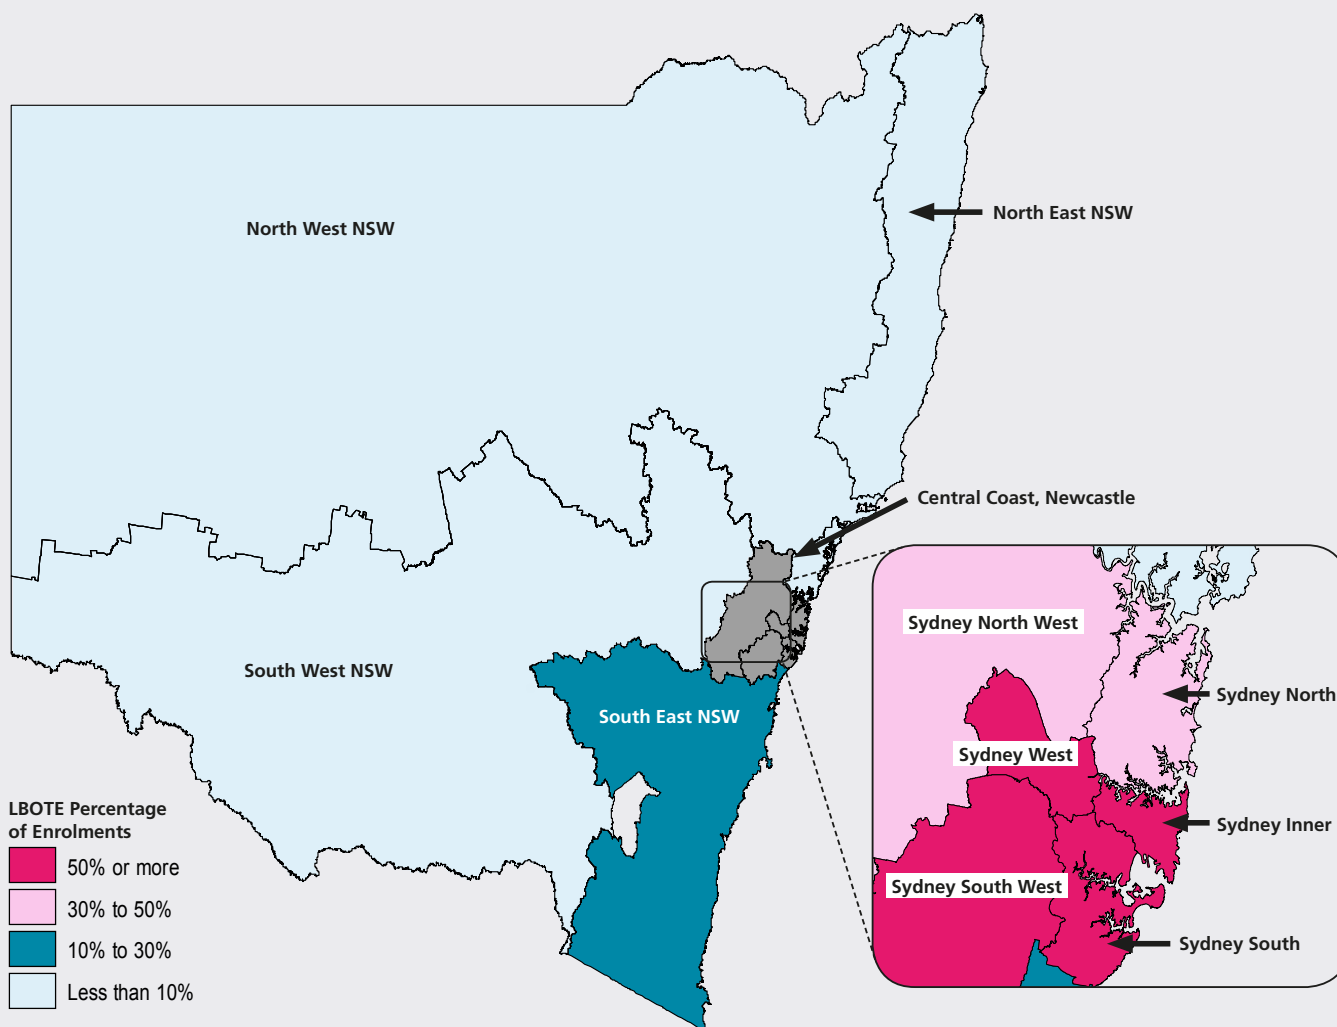 North West NSW
North East NSW
Central Coast, Newcastle
Sydney North West
South West NSW
Sydney North
South East NSW
Sydney West
LBOTE Percentage
of Enrolments
Sydney Inner
50% or more
Sydney South West
30% to 50%
Sydney South
10% to 30%
Less than 10%